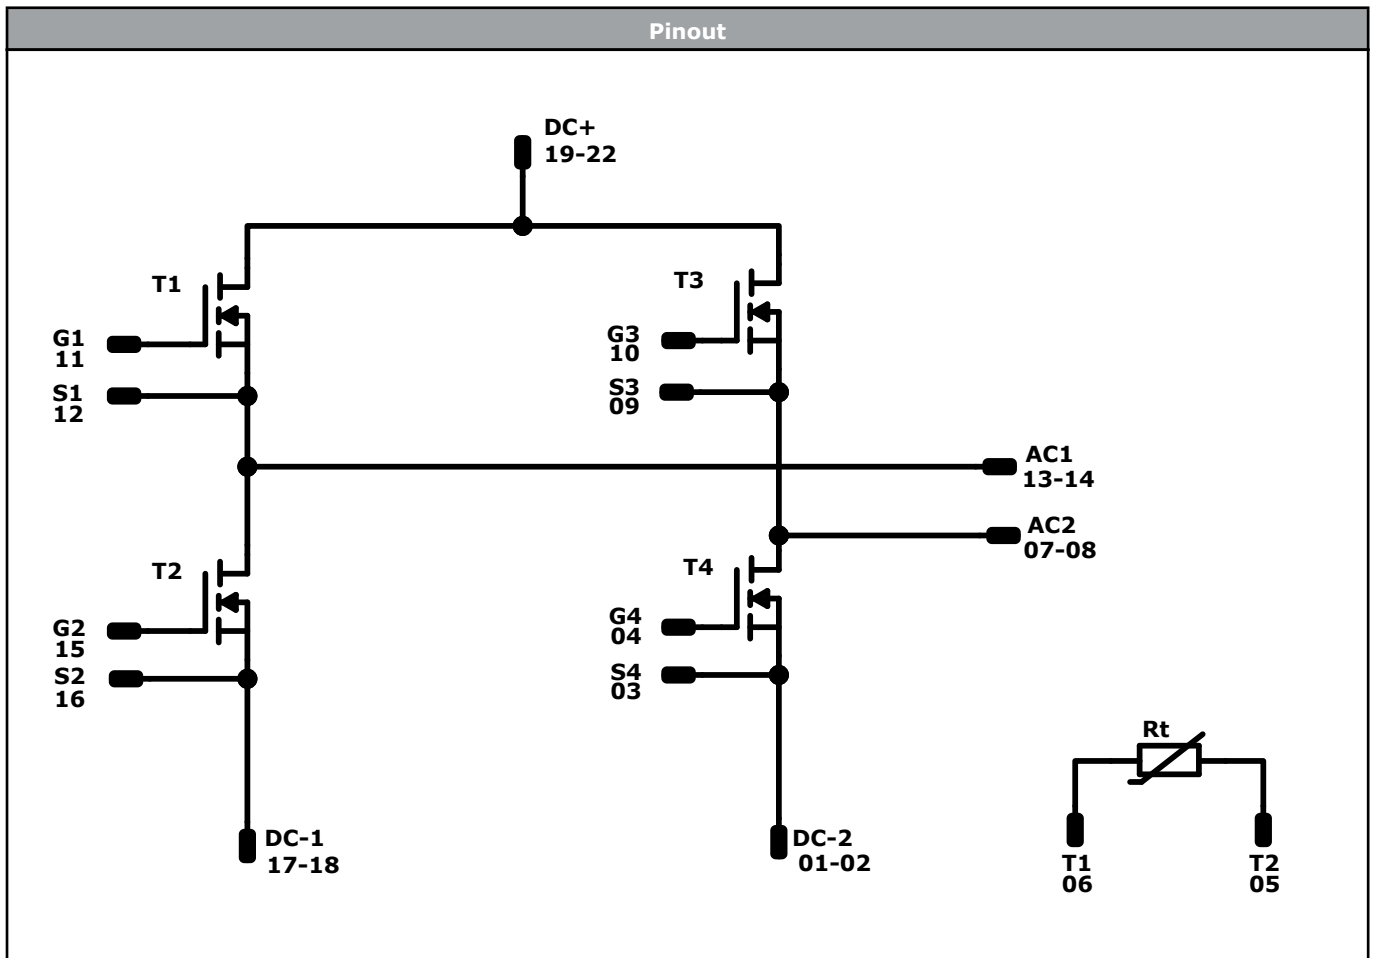 Pinout
DC+
19-22
T1
T3
G1
11
G3
10
S1
12
S3
09
AC1
13-14
AC2
07-08
T2
T4
G2
15
G4
04
S2
16
S4
03
Rt
DC-1
17-18
DC-2
01-02
T1
06
T2
05